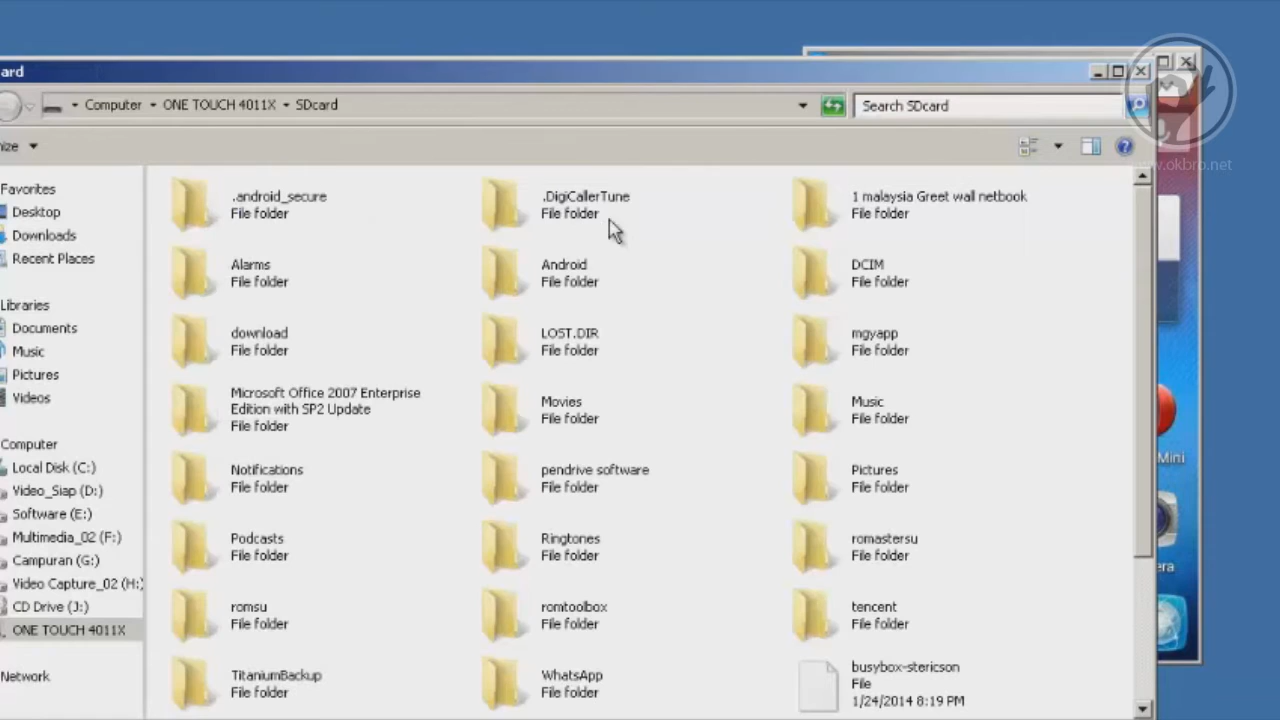 ard
Computer ONE TOUCH 4011X SDcard
Search SDcard
ize
www.okbro.net
Favorites
Desktop
Downloads
Recent Places
Libraries
Documents
Music
Pictures
Videos
Computer
Local Disk (C:)
Video_Siap (D:)
Software (E:)
Multimedia_02 (F:)
Campuran (G:)
Video Capture_02 (H:)
CD Drive (J:)
ONE TOUCH 4011X
Network
.android_secure
File folder
.DigiCallerTune
File folder
1 malaysia Greet wall netbook
File folder
Alarms
File folder
Android
File folder
DCIM
File folder
download
File folder
LOST.DIR
File folder
mgyapp
File folder
Microsoft Office 2007 Enterprise
Edition with SP2 Update
File folder
Movies
File folder
Music
File folder
Notifications
File folder
pendrive software
File folder
Pictures
File folder
Podcasts
File folder
Ringtones
File folder
romastersu
File folder
romsu
File folder
romtoolbox
File folder
tencent
File folder
TitaniumBackup
File folder
WhatsApp
File folder
busybox-stericson
File
1/24/2014 8:19 PM
Mini
era